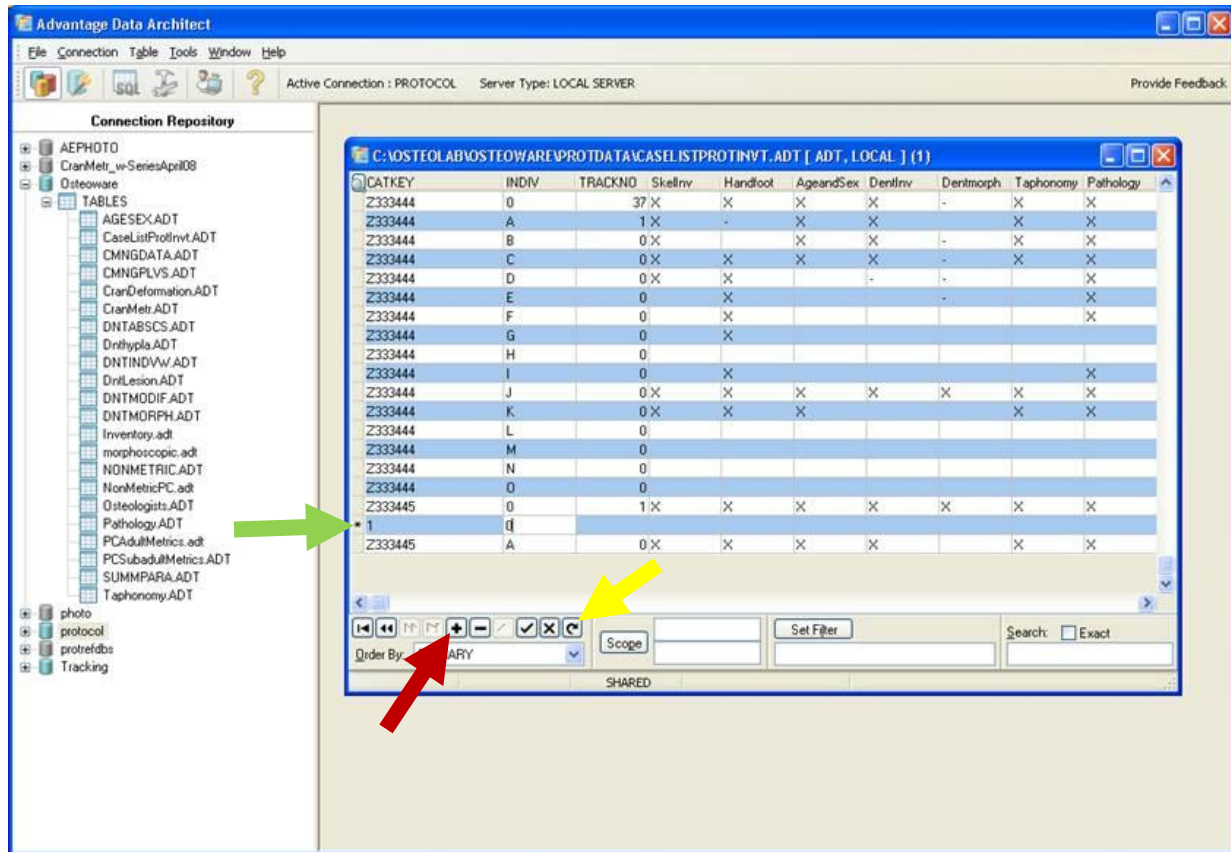 Advantage Data Architect
File Connection Table Tools Window Help
SQL ? Active Connection : PROTOCOL Server Type: LOCAL SERVER Provide Feedback
Connection Repository
AEPHOTO
CranMetr_w-SeriesApril08
Osteoware
TABLES
AGESEX.ADT
CaseListProtInvt.ADT
CMNGDATA.ADT
CMNGPLVS.ADT
CranDeformation.ADT
CranMetr.ADT
DNTABSCS.ADT
Dnthypla.ADT
DNTINDVW.ADT
DntLesion.ADT
DNTMODIF.ADT
DNTMORPH.ADT
Inventory.adt
morphoscopic.adt
NONMETRIC.ADT
NonMetricPC.adt
Osteologists.ADT
Pathology.ADT
PCAdultMetrics.adt
PCSubadultMetrics.ADT
SUMMPARA.ADT
Taphonomy.ADT
photo
protocol
protrefdbs
Tracking
C:\OSTEOLAB\OSTEOWARE\PROTDATA\CASELISTPROTINVT.ADT [ ADT, LOCAL ] (1)
CATKEY INDIV TRACKNO SkelInv Handfoot AgeandSex DentInv Dentmorph Taphonomy Pathology
Z333444 0 37 X X X X - X X
Z333444 A 1 X - X X X X
Z333444 B 0 X X X - X X
Z333444 C 0 X X X X - X X
Z333444 D 0 X X - - X
Z333444 E 0 X - X
Z333444 F 0 X X
Z333444 G 0 X
Z333444 H 0
Z333444 I 0 X X
Z333444 J 0 X X X X X X X
Z333444 K 0 X X X X X
Z333444 L 0
Z333444 M 0
Z333444 N 0
Z333444 O 0
Z333445 0 1 X X X X X X X
* 1 0
Z333445 A 0 X X X X X X
Scope Set Filter Search: Exact
Order By:
SHARED